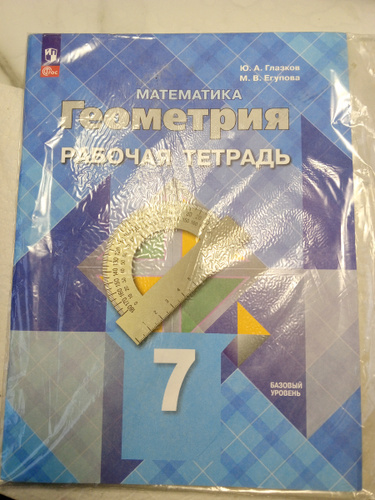 Ю. А. Глазков
М. В. Егупова
МАТЕМАТИКА
Геометрия
РАБОЧАЯ ТЕТРАДЬ
7
БАЗОВЫЙ
УРОВЕНЬ